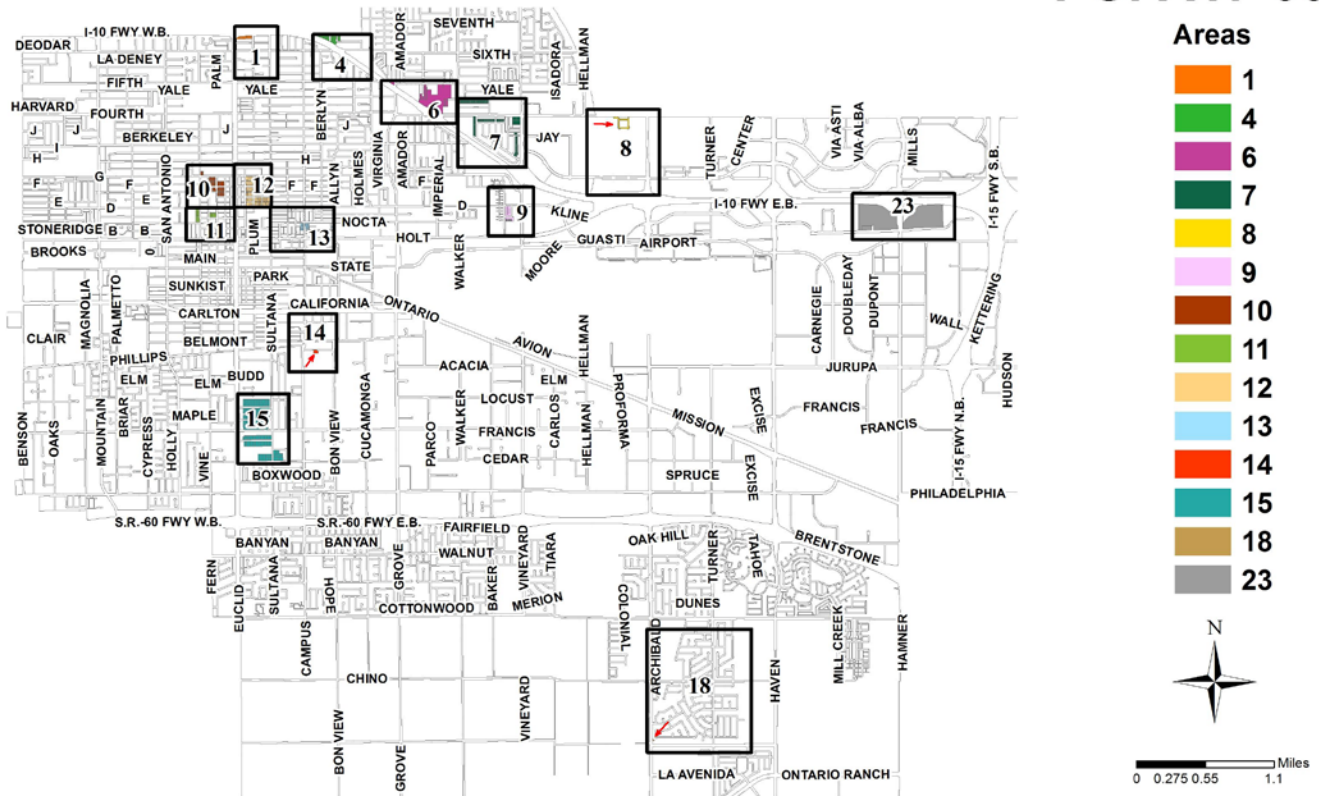 Areas
1
4
6
7
8
9
10
11
12
13
14
15
18
23
N
Miles
0 0.275 0.55 1.1
SEVENTH
I-10 FWY W.B.
DEODAR
AMADOR
LA DENEY
PALM
1
4
SIXTH
ISADORA
HELLMAN
FIFTH
YALE
YALE
YALE
HARVARD
FOURTH
BERLYN
6
J
J
J
J
BERKELEY
7
JAY
8
TURNER
CENTER
VIA ASTI
VIA ALBA
MILLS
I-15 FWY S.B.
I
H
H
ALLYN
HOLMES
VIRGINIA
AMADOR
IMPERIAL
G
F
F
F
F
F
SAN ANTONIO
10
12
E
E
D
D
9
KLINE
I-10 FWY E.B.
23
STONERIDGE
B
B
11
PLUM
13
NOCTA
HOLT
GUASTI
AIRPORT
BROOKS
0
MAIN
WALKER
MOORE
STATE
PARK
SUNKIST
MAGNOLIA
PALMETTO
CARLTON
SULTANA
CALIFORNIA
ONTARIO
CARNEGIE
DOUBLEDAY
DUPONT
WALL
KETTERING
CLAIR
BELMONT
14
AVION
HELLMAN
PHILLIPS
ELM
ELM
BUDD
ACACIA
ELM
JURUPA
HUDSON
PROFORMA
MAPLE
15
CUCAMONGA
WALKER
LOCUST
CARLOS
EXCISE
FRANCIS
MISSION
FRANCIS
BENSON
OAKS
MOUNTAIN
BRIAR
CYPRESS
HOLLY
VINE
BON VIEW
PARCO
FRANCIS
HELLMAN
CEDAR
I-15 FWY N.B.
BOXWOOD
SPRUCE
EXCISE
PHILADELPHIA
S.R.-60 FWY W.B.
S.R.-60 FWY E.B.
FAIRFIELD
BANYAN
BANYAN
WALNUT
VINEYARD
TIARA
OAK HILL
TURNER
TAHOE
BRENTSTONE
FERN
EUCLID
SULTANA
HOPE
GROVE
BAKER
COTTONWOOD
MERION
COLONIAL
DUNES
CAMPUS
ARCHIBALD
MILL CREEK
HAMNER
CHINO
18
HAVEN
BON VIEW
GROVE
VINEYARD
LA AVENIDA
ONTARIO RANCH